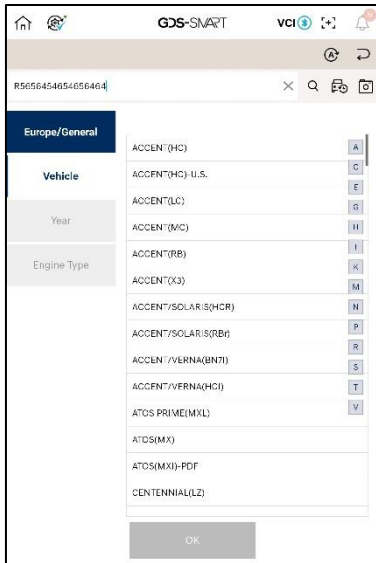 GDS-SMART VCI [+] N
A
R5656454654656464
Europe/General
Vehicle
Year
Engine Type
ACCENT(HC)
ACCENT(HC)-U.S.
ACCENT(LC)
ACCENT(MC)
ACCENT(RB)
ACCENT(X3)
ACCENT/SOLARIS(HCR)
ACCENT/SOLARIS(RBr)
ACCENT/VERNA(BN7I)
ACCENT/VERNA(HCI)
ATOS PRIME(MXL)
ATOS(MX)
ATOS(MXI)-PDF
CENTENNIAL(LZ)
A
C
E
G
H
I
K
M
N
P
R
S
T
V
OK